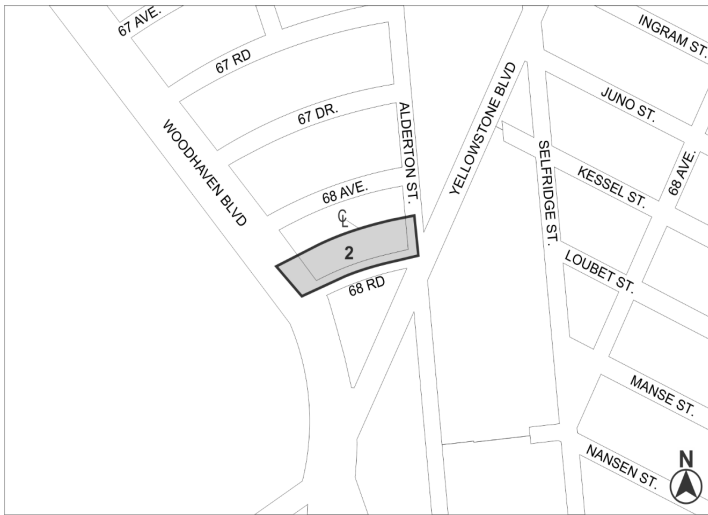 67 AVE.
INGRAM ST.
67 RD
YELLOWSTONE BLVD
JUNO ST.
67 DR.
ALDERTON ST.
WOODHAVEN BLVD
SELFRIDGE ST.
68 AVE.
KESSEL ST.
68 AVE.
CL
2
LOUBET ST.
68 RD
MANSE ST.
N
NANSEN ST.